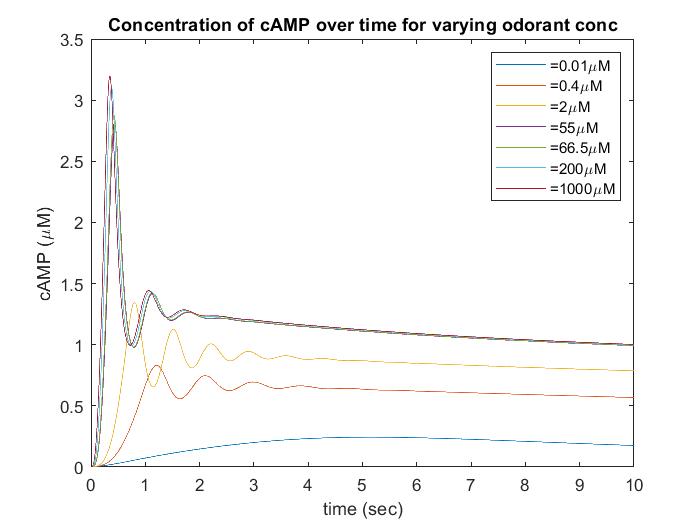 Concentration of cAMP over time for varying odorant conc
=0.01μM
=0.4μM
=2μM
=55μM
=66.5μM
=200μM
=1000μM
3.5
3
2.5
2
1.5
1
0.5
0
cAMP (μM)
0 1 2 3 4 5 6 7 8 9 10
time (sec)